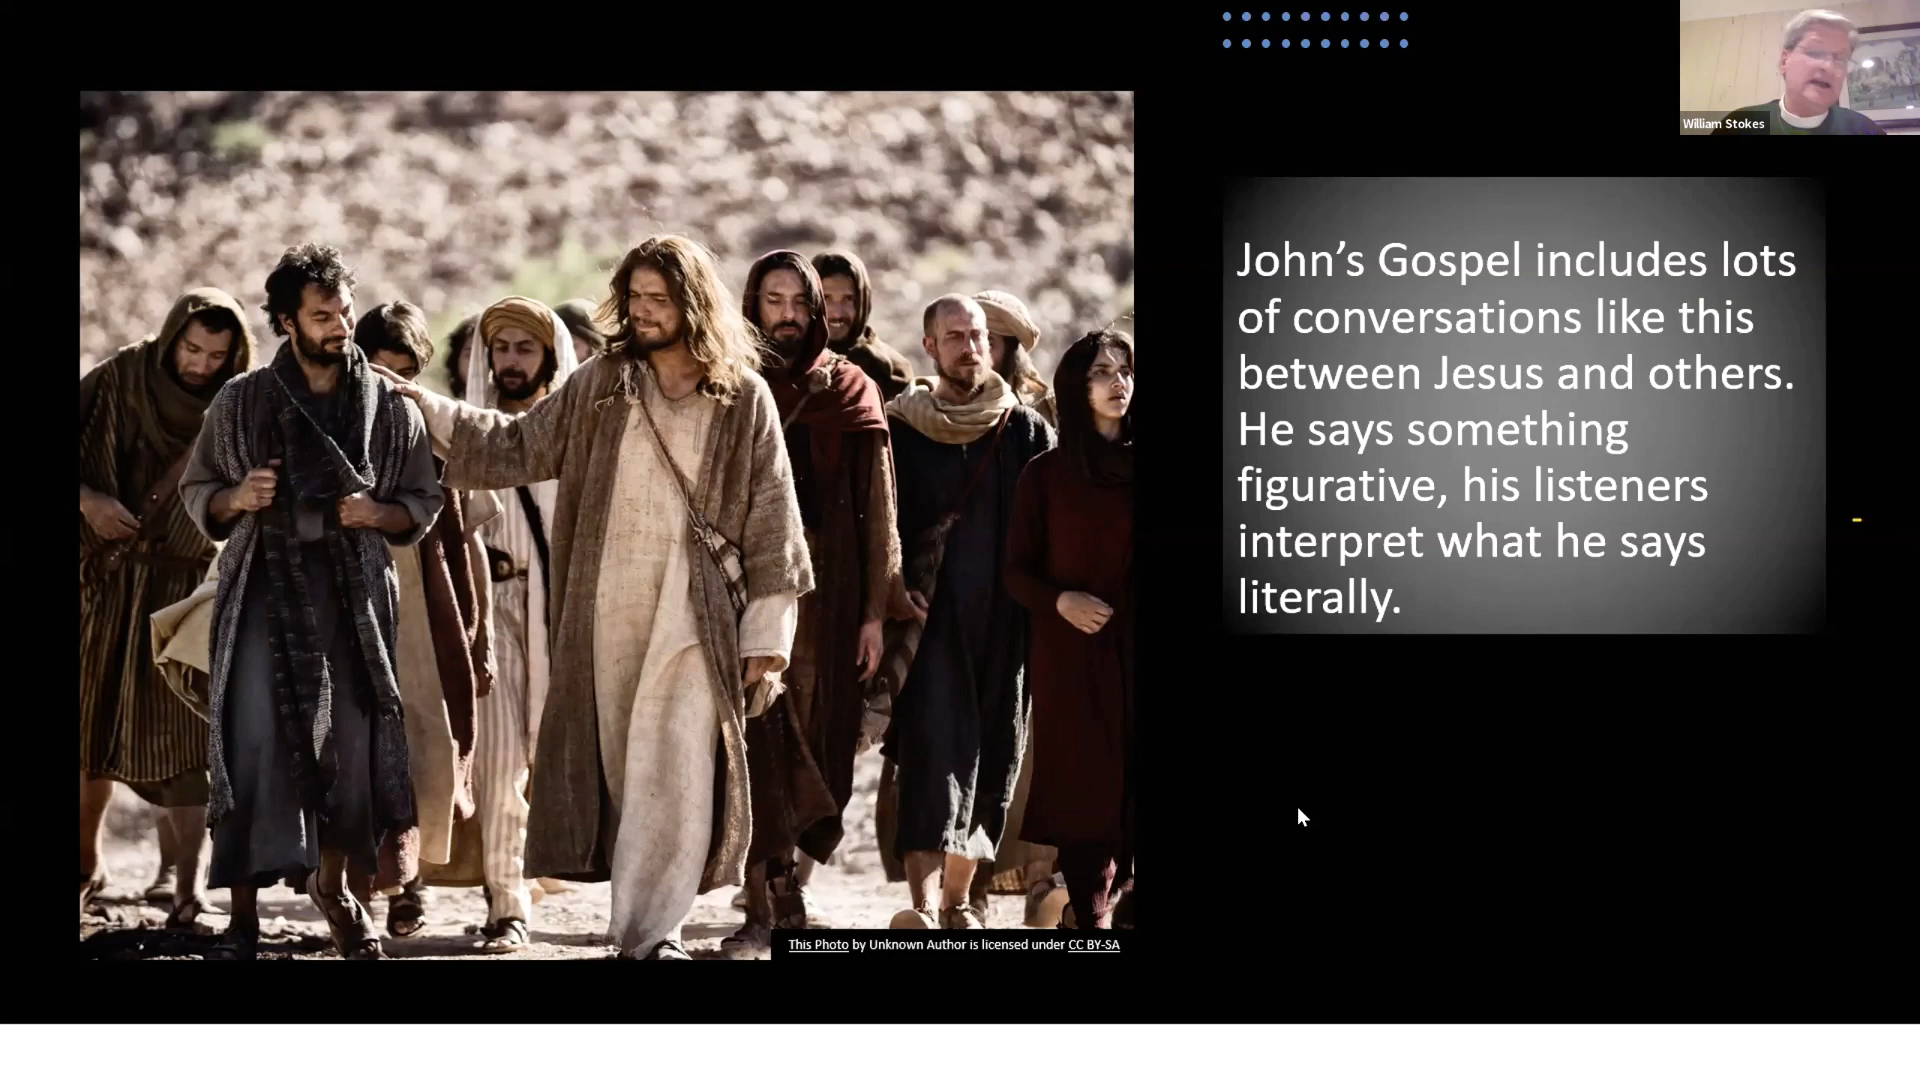 William Stokes
John’s Gospel includes lots
of conversations like this
between Jesus and others.
He says something
figurative, his listeners
interpret what he says
literally.
This Photo by Unknown Author is licensed under CC BY-SA